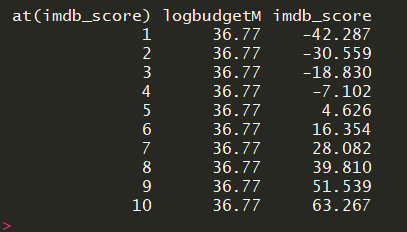 at(imdb_score) logbudgetM imdb_score
1 36.77 -42.287
2 36.77 -30.559
3 36.77 -18.830
4 36.77 -7.102
5 36.77 4.626
6 36.77 16.354
7 36.77 28.082
8 36.77 39.810
9 36.77 51.539
10 36.77 63.267
>